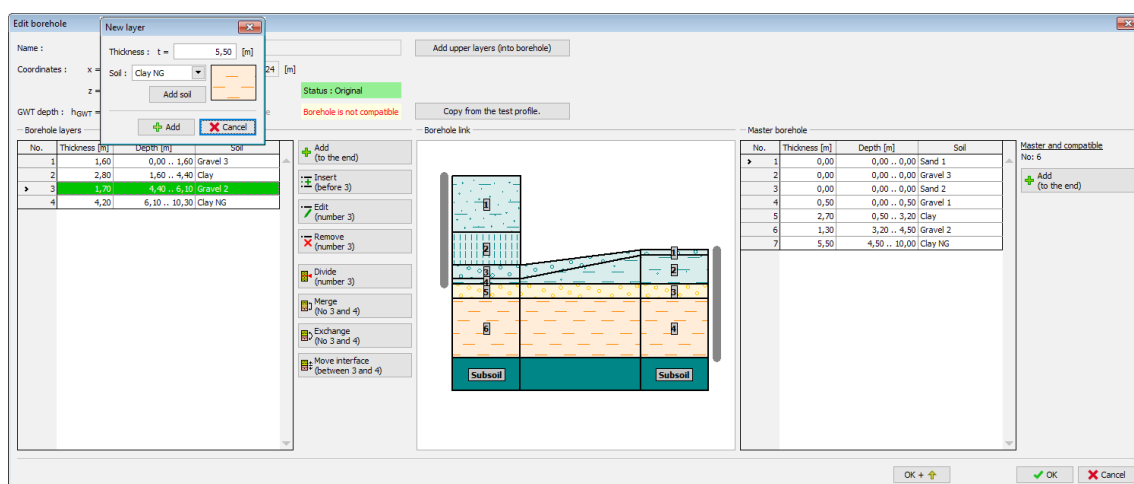 Edit borehole
New layer
Name :
Thickness : t = 5,50 [m]
Add upper layers (into borehole)
Coordinates : x = 24 [m]
Soil : Clay NG
z =
Add soil
Status : Original
GWT depth : hGWT =
Borehole is not compatible
Copy from the test profile.
Add
Cancel
Borehole layers
No. Thickness [m] Depth [m] Soil
1 1,60 0,00 .. 1,60 Gravel 3
2 2,80 1,60 .. 4,40 Clay
3 1,70 4,40 .. 6,10 Gravel 2
4 4,20 6,10 .. 10,30 Clay NG
Add
(to the end)
Insert
(before 3)
Edit
(number 3)
Remove
(number 3)
Divide
(number 3)
Merge
(No 3 and 4)
Exchange
(No 3 and 4)
Move interface
(between 3 and 4)
Borehole link
1
2
3
4
5
6
Subsoil
1
2
3
4
Subsoil
Master borehole
No. Thickness [m] Depth [m] Soil
1 0,00 0,00 .. 0,00 Sand 1
2 0,00 0,00 .. 0,00 Gravel 3
3 0,00 0,00 .. 0,00 Sand 2
4 0,50 0,00 .. 0,50 Gravel 1
5 2,70 0,50 .. 3,20 Clay
6 1,30 3,20 .. 4,50 Gravel 2
7 5,50 4,50 .. 10,00 Clay NG
Master and compatible
No: 6
Add
(to the end)
OK +
OK
Cancel